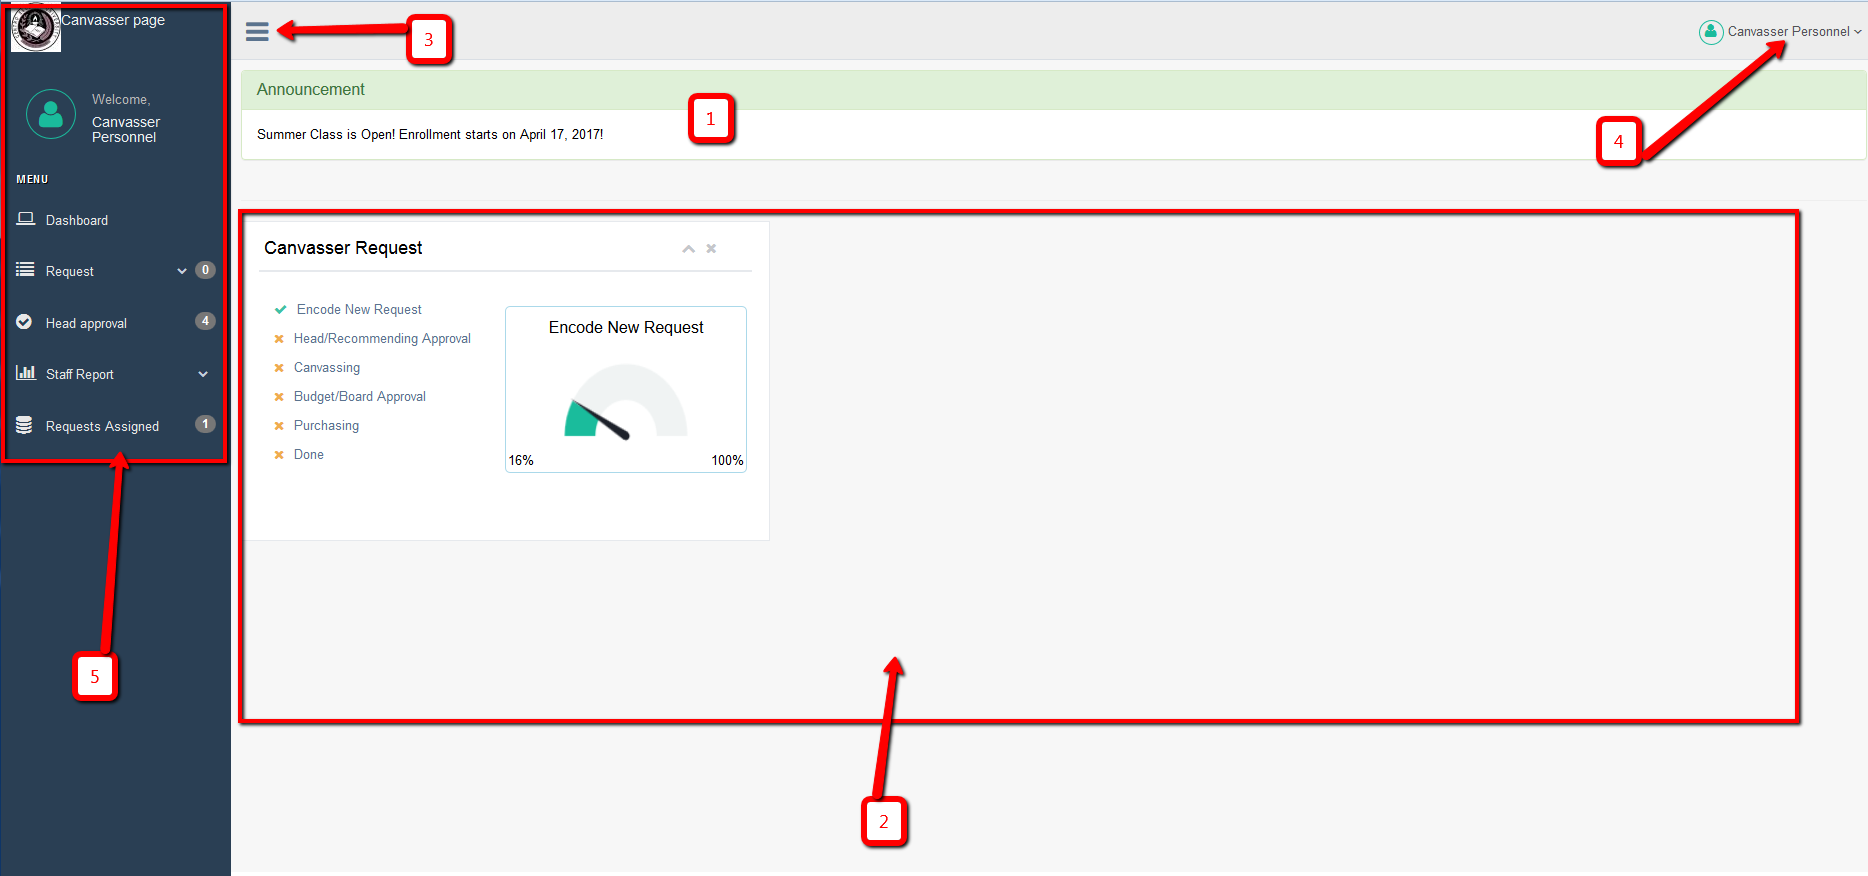 Canvasser page
Welcome,
Canvasser
Personnel
MENU
Dashboard
Request 0
Head approval 4
Staff Report
Requests Assigned 1
5
3
Canvasser Personnel
4
Announcement
1
Summer Class is Open! Enrollment starts on April 17, 2017!
Canvasser Request
Encode New Request
Head/Recommending Approval
Canvassing
Budget/Board Approval
Purchasing
Done
Encode New Request
16% 100%
2